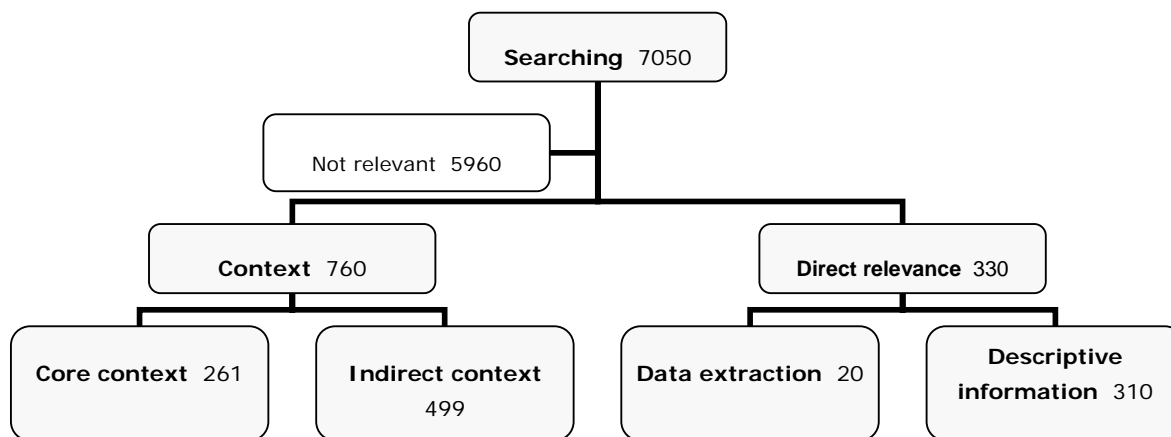 Searching 7050
Not relevant 5960
Context 760
Direct relevance 330
Core context 261
Indirect context
499
Data extraction 20
Descriptive
information 310